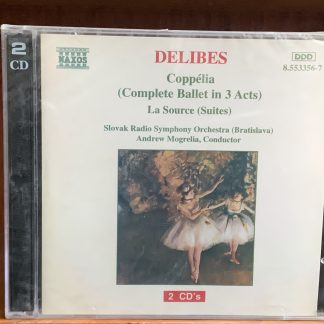 2
CD
NAXOS
DELIBES
DDD
8.553356-7
Coppélia
(Complete Ballet in 3 Acts)
La Source (Suites)
Slovak Radio Symphony Orchestra (Bratislava)
Andrew Mogrelia, Conductor
2 CD's